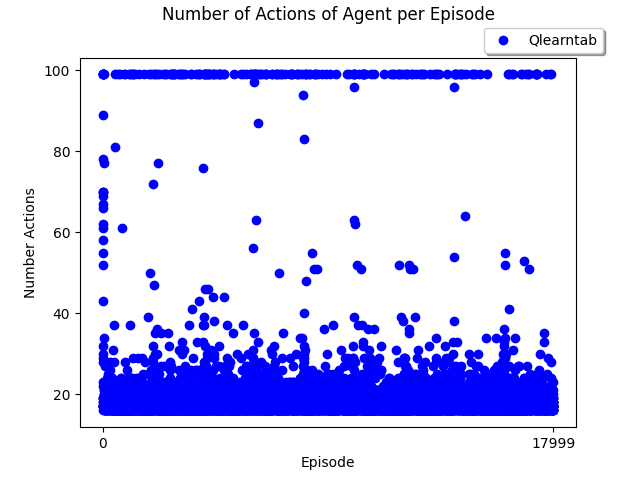 Number of Actions of Agent per Episode
Qlearntab
100
80
60
40
20
Number Actions
0
17999
Episode